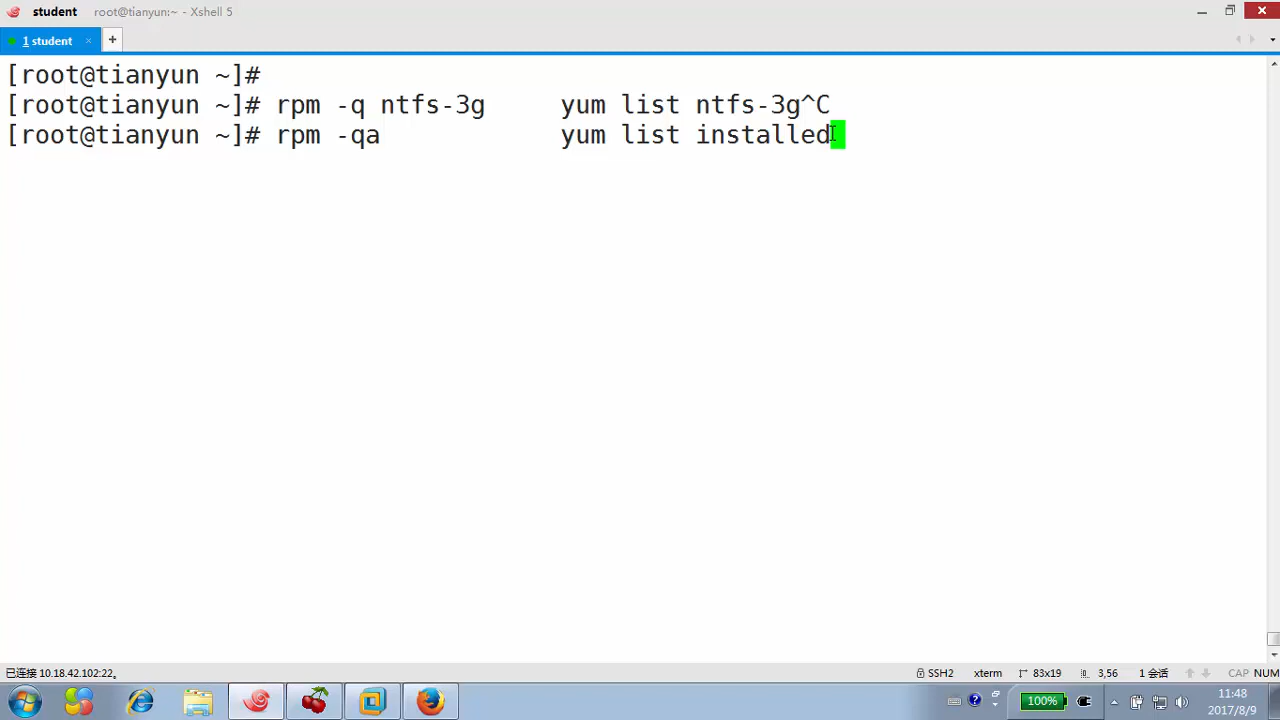 student root@tianyun:~ - Xshell 5
1 student
[root@tianyun ~]#
[root@tianyun ~]# rpm -q ntfs-3g     yum list ntfs-3g^C
[root@tianyun ~]# rpm -qa            yum list installed
已连接 10.18.42.102:22。 SSH2 xterm 83x19 3,56 1 会话 CAP NUM
100% 11:48
2017/8/9